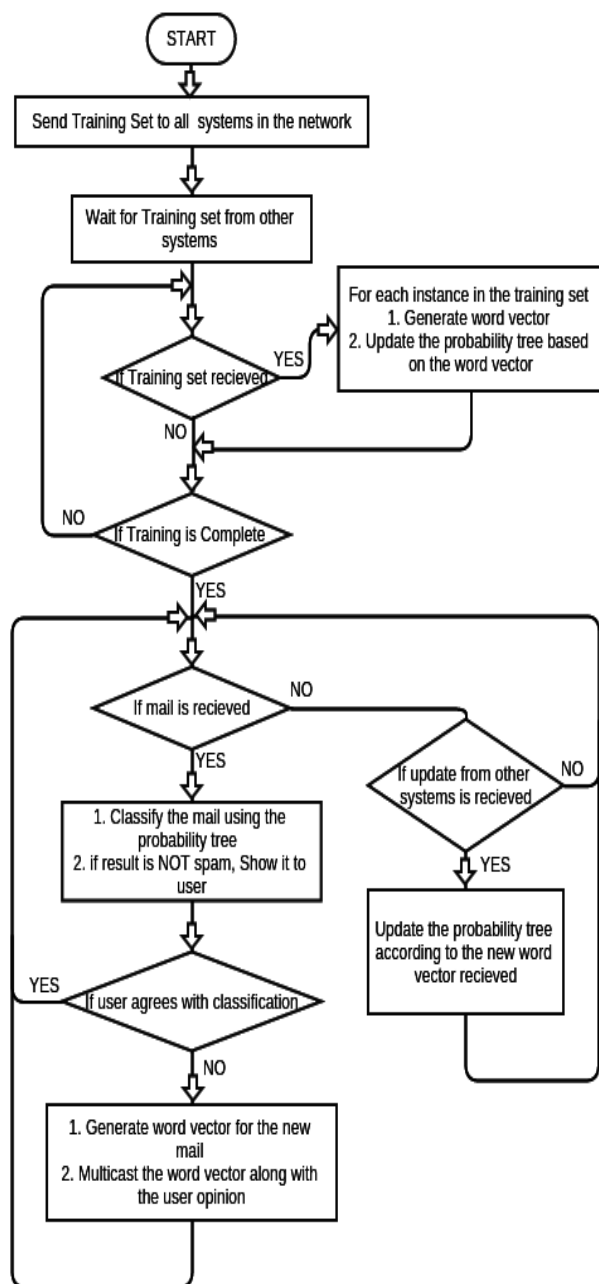 START
Send Training Set to all systems in the network
Wait for Training set from other
systems
For each instance in the training set
1. Generate word vector
2. Update the probability tree based
on the word vector
YES
If Training set recieved
NO
NO
If Training is Complete
YES
NO
If mail is recieved
YES
If update from other
systems is recieved
NO
1. Classify the mail using the
probability tree
2. if result is NOT spam, Show it to
user
YES
Update the probability tree
according to the new word
vector recieved
YES
If user agrees with classification
NO
1. Generate word vector for the new
mail
2. Multicast the word vector along with
the user opinion